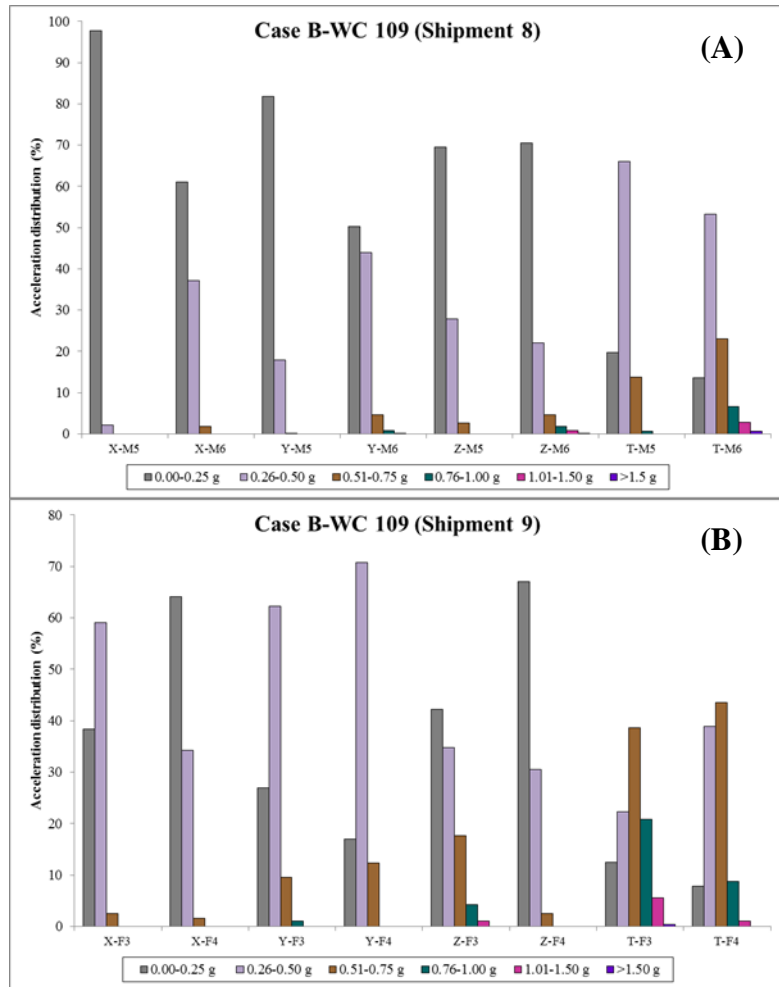 Case B-WC 109 (Shipment 8)
(A)
Acceleration distribution (%)
100
90
80
70
60
50
40
30
20
10
0
X-M5 X-M6 Y-M5 Y-M6 Z-M5 Z-M6 T-M5 T-M6
0.00-0.25 g 0.26-0.50 g 0.51-0.75 g 0.76-1.00 g 1.01-1.50 g >1.5 g
Case B-WC 109 (Shipment 9)
(B)
Acceleration distribution (%)
80
70
60
50
40
30
20
10
0
X-F3 X-F4 Y-F3 Y-F4 Z-F3 Z-F4 T-F3 T-F4
0.00-0.25 g 0.26-0.50 g 0.51-0.75 g 0.76-1.00 g 1.01-1.50 g >1.50 g